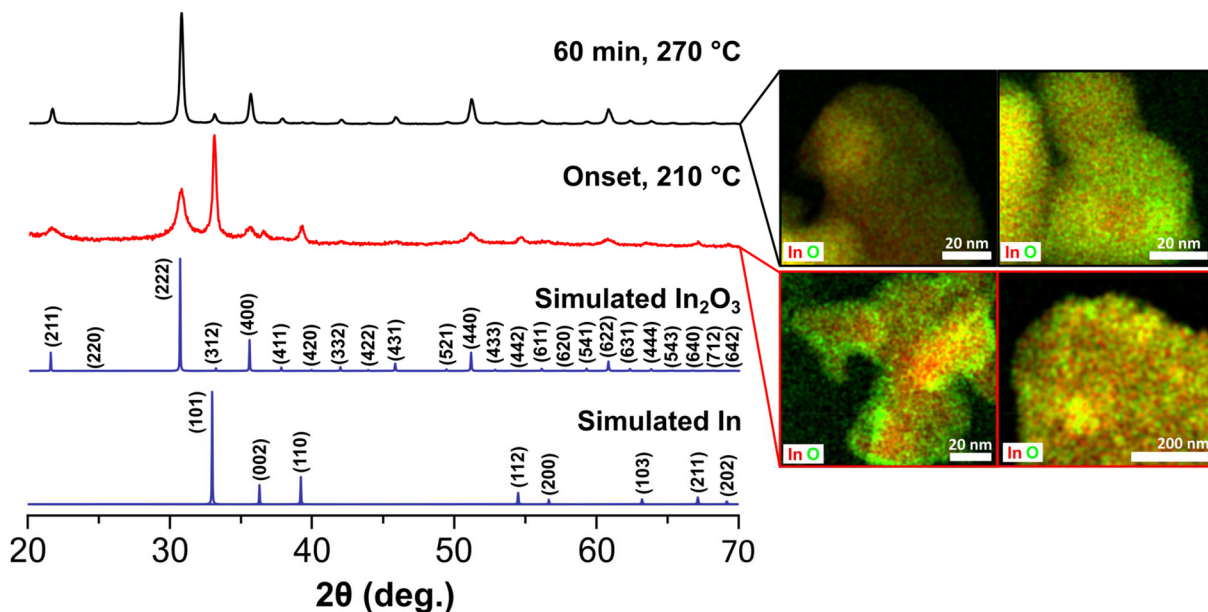 60 min, 270 °C
Onset, 210 °C
Simulated In₂O₃
(211)
(220)
(222)
(312)
(400)
(411)
(420)
(332)
(422)
(431)
(521)
(440)
(433)
(442)
(611)
(620)
(541)
(622)
(631)
(444)
(543)
(640)
(712)
(642)
Simulated In
(101)
(002)
(110)
(112)
(200)
(103)
(211)
(202)
20 30 40 50 60 70
2θ (deg.)
In O
20 nm
In O
20 nm
In O
20 nm
In O
200 nm